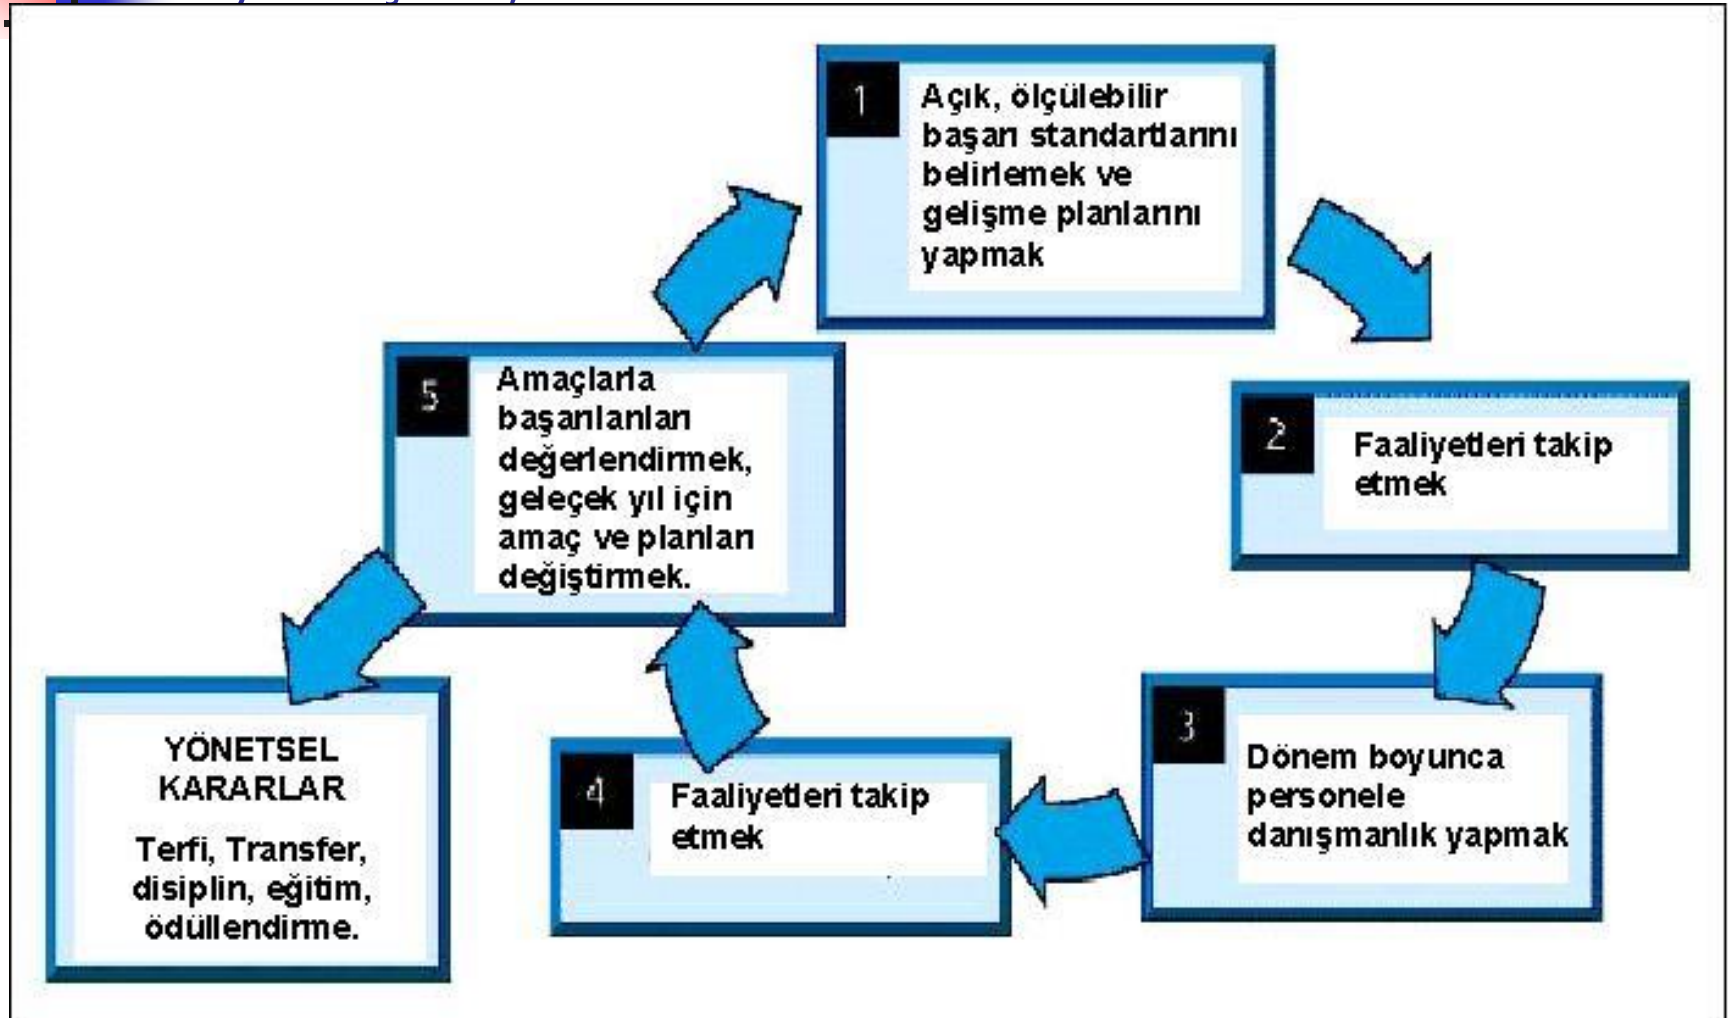 1
Açık, ölçülebilir
başarı standartlarını
belirlemek ve
gelişme planlarını
yapmak
2
Faaliyetleri takip
etmek
3
Dönem boyunca
personele
danışmanlık yapmak
4
Faaliyetleri takip
etmek
5
Amaçlarla
başarılanları
değerlendirmek,
geleçek yıl için
amaç ve planları
değiştirmek.
YÖNETSEL
KARARLAR
Terfi, Transfer,
disiplin, eğitim,
ödüllendirme.